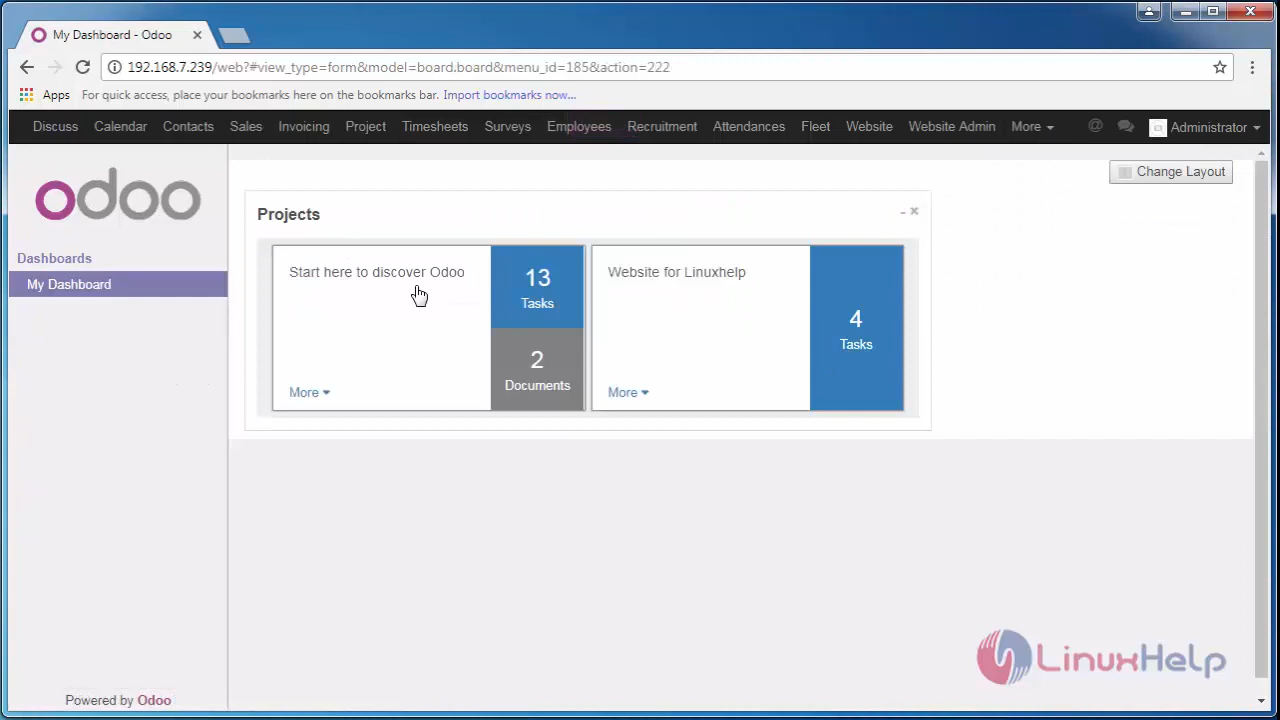 My Dashboard - Odoo
192.168.7.239/web?#view_type=form&model=board.board&menu_id=185&action=222
Apps For quick access, place your bookmarks here on the bookmarks bar. Import bookmarks now...
Discuss Calendar Contacts Sales Invoicing Project Timesheets Surveys Employees Recruitment Attendances Fleet Website Website Admin More Administrator
odoo
Change Layout
Dashboards
My Dashboard
Projects
Start here to discover Odoo
13
Tasks
2
Documents
More
Website for Linuxhelp
4
Tasks
More
LinuxHelp
Powered by Odoo